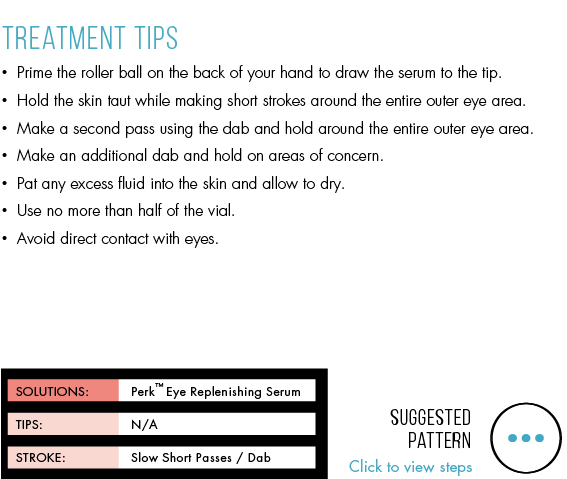 TREATMENT TIPS
• Prime the roller ball on the back of your hand to draw the serum to the tip.
• Hold the skin taut while making short strokes around the entire outer eye area.
• Make a second pass using the dab and hold around the entire outer eye area.
• Make an additional dab and hold on areas of concern.
• Pat any excess fluid into the skin and allow to dry.
• Use no more than half of the vial.
• Avoid direct contact with eyes.
SOLUTIONS: Perk™ Eye Replenishing Serum
TIPS: N/A
STROKE: Slow Short Passes / Dab
SUGGESTED
PATTERN
Click to view steps